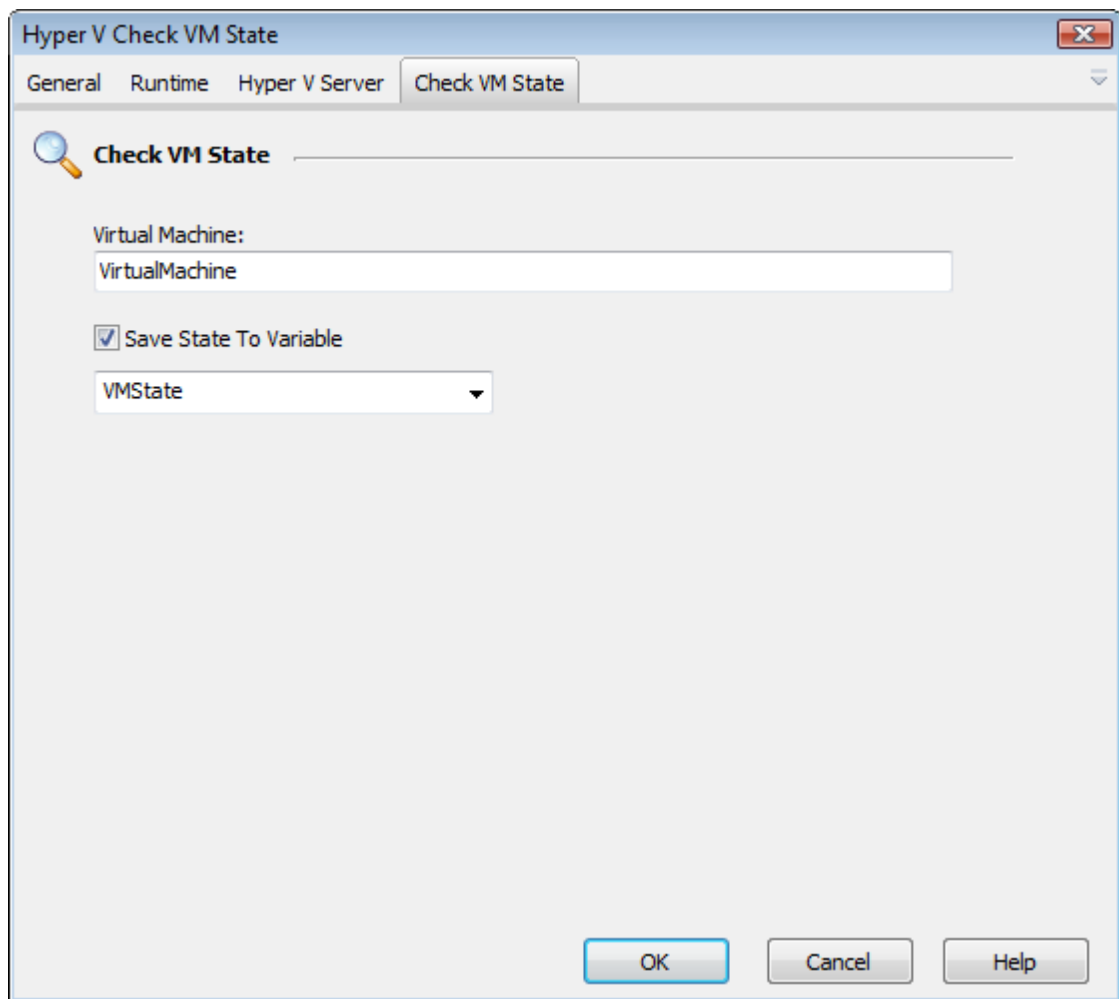 Hyper V Check VM State
General Runtime Hyper V Server Check VM State
Check VM State
Virtual Machine:
VirtualMachine
Save State To Variable
VMState
OK Cancel Help